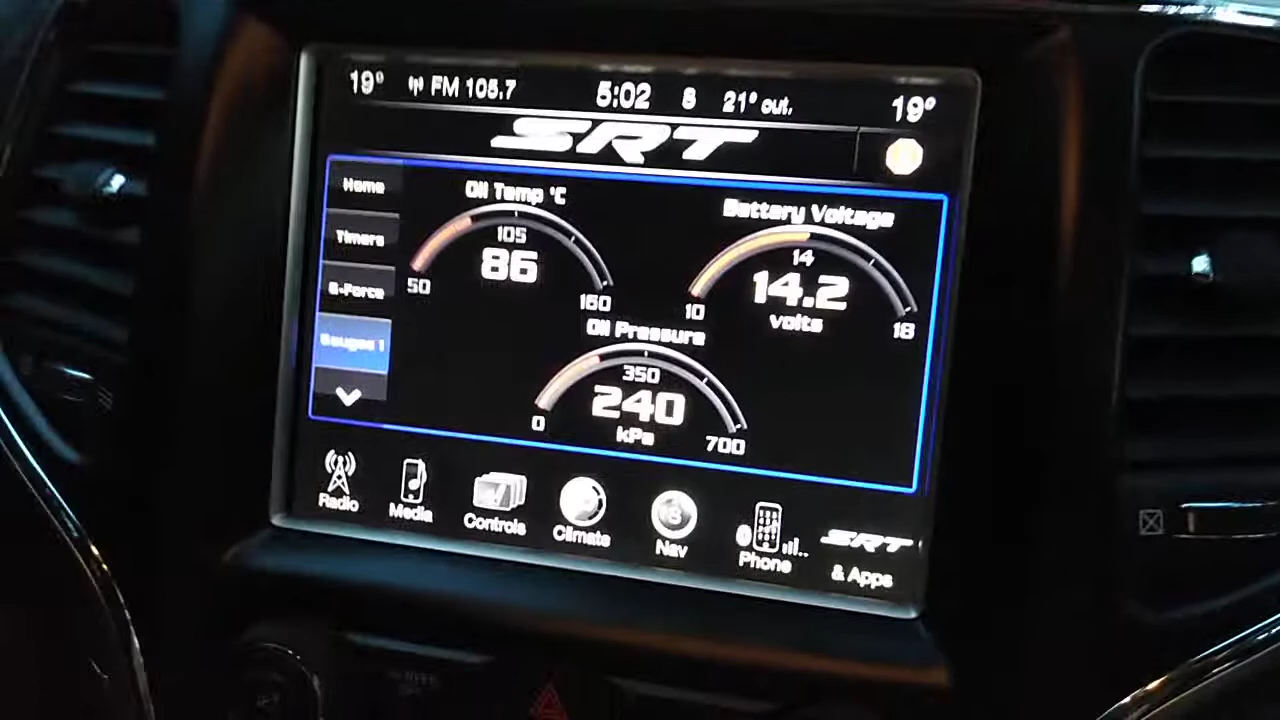 19° FM 105.7 5:02 S 21° out. 19°
SRT
Home
Timers
G-Force
Gauges 1
Oil Temp °C
105
86
50 160
Battery Voltage
14
14.2
volts
10 18
Oil Pressure
350
240
kPa
0 700
Radio Media Controls Climate Nav Phone SRT
& Apps